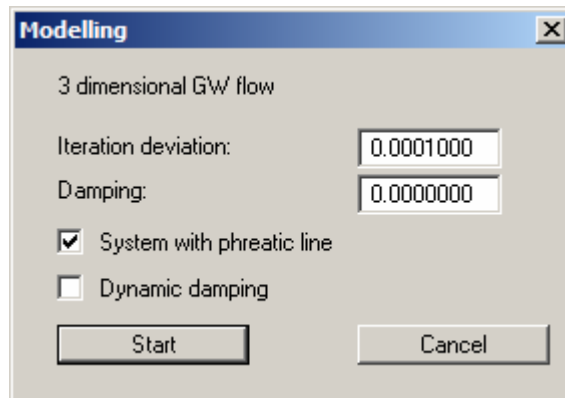 Modelling
3 dimensional GW flow
Iteration deviation: 0.0001000
Damping: 0.0000000
System with phreatic line
Dynamic damping
Start Cancel